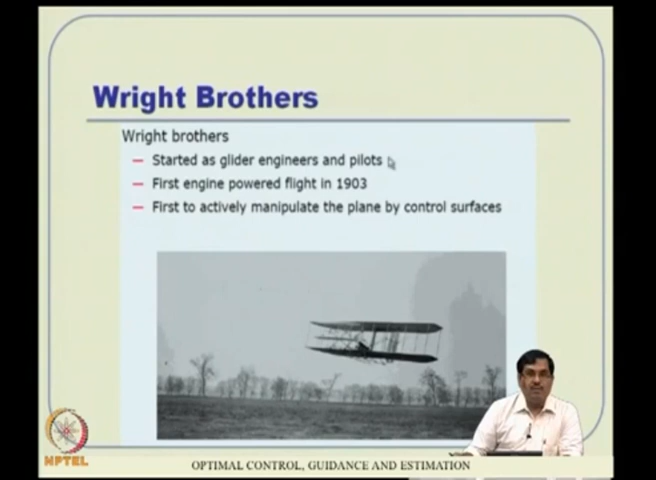 Wright Brothers
Wright brothers
— Started as glider engineers and pilots
— First engine powered flight in 1903
— First to actively manipulate the plane by control surfaces
NPTEL
OPTIMAL CONTROL, GUIDANCE AND ESTIMATION